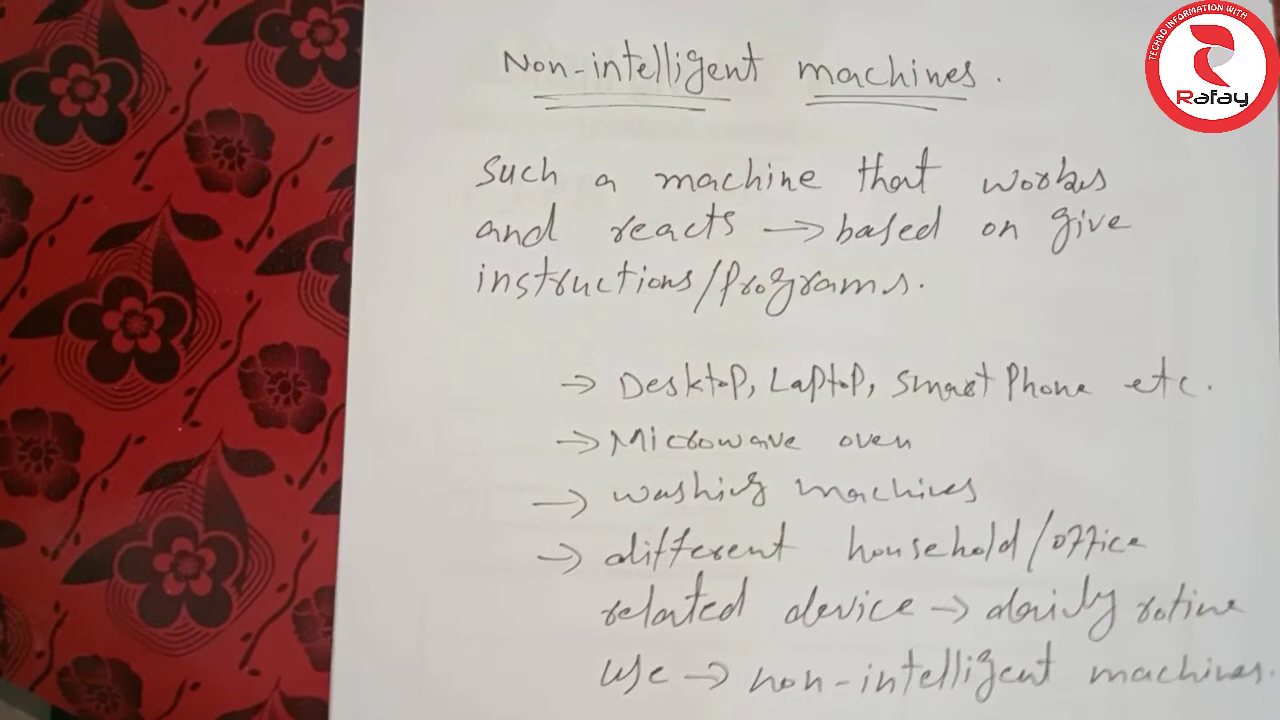 TECHNO INFORMATION WITH
Rafay
Non-intelligent machines.
Such a machine that works
and reacts → based on give
instructions/Programs.
→ Desktop, Laptop, Smart Phone etc.
→ Microwave oven
→ washing machines
→ different household/office
related device → daily rotine
use → non-intelligent machines.